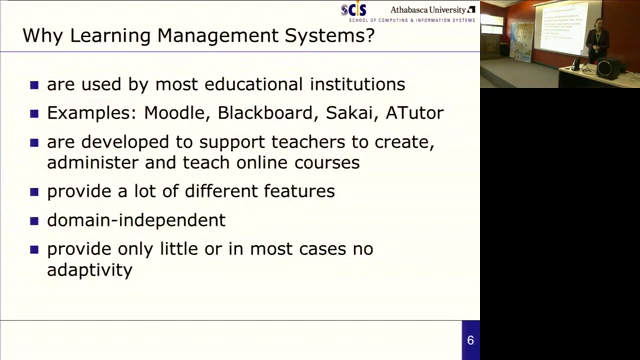 SCIS
Athabasca University
SCHOOL OF COMPUTING & INFORMATION SYSTEMS
Why Learning Management Systems?
are used by most educational institutions
Examples: Moodle, Blackboard, Sakai, ATutor
are developed to support teachers to create,
administer and teach online courses
provide a lot of different features
domain-independent
provide only little or in most cases no
adaptivity
6